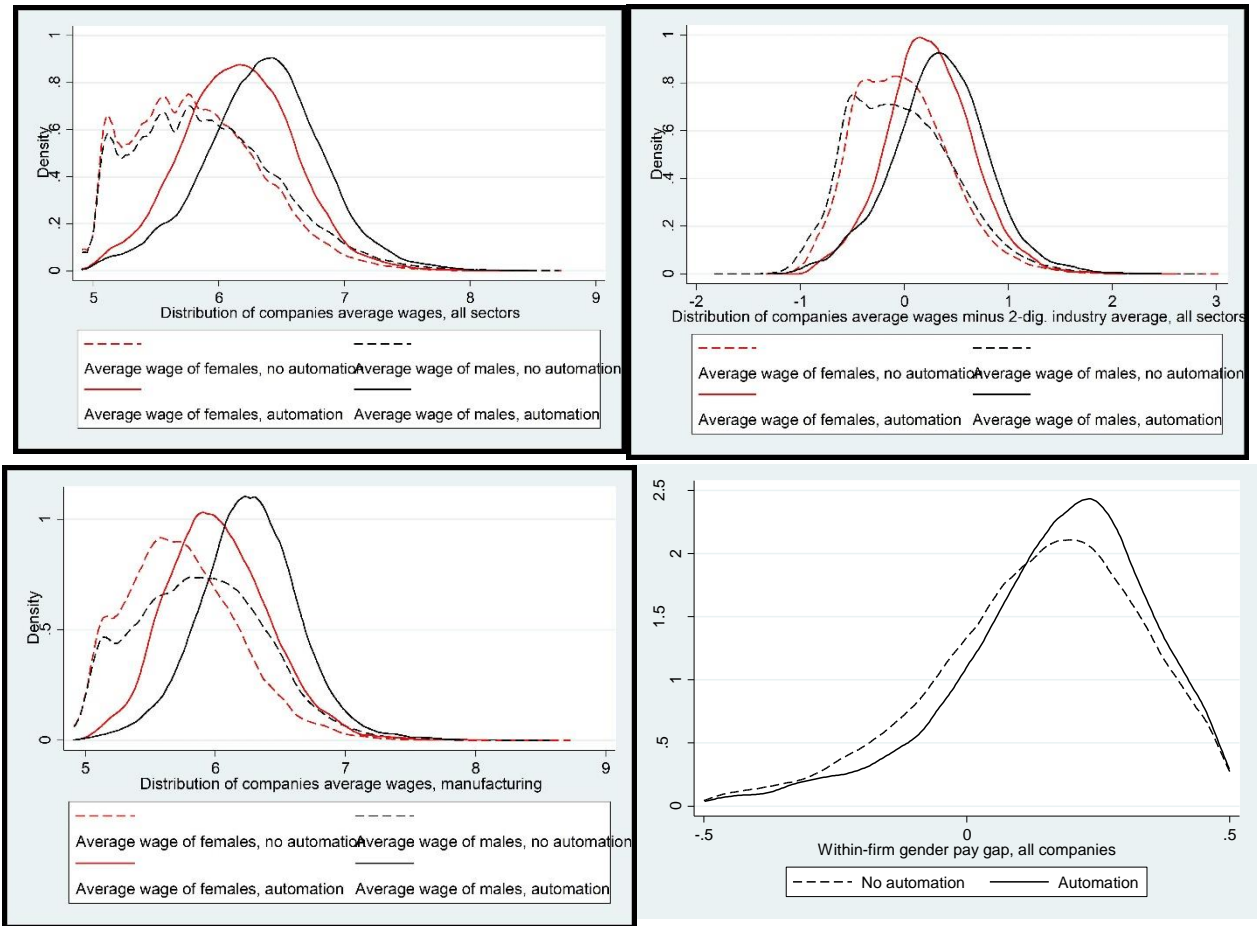 1
.8
.6
.4
.2
0
Density
5 6 7 8 9
Distribution of companies average wages, all sectors
Average wage of females, no automation Average wage of males, no automation
Average wage of females, automation Average wage of males, automation
1
.8
.6
.4
.2
0
Density
-2 -1 0 1 2 3
Distribution of companies average wages minus 2-dig. industry average, all sectors
Average wage of females, no automation Average wage of males, no automation
Average wage of females, automation Average wage of males, automation
1
.5
0
Density
5 6 7 8 9
Distribution of companies average wages, manufacturing
Average wage of females, no automation Average wage of males, no automation
Average wage of females, automation Average wage of males, automation
2.5
2
1.5
1
.5
0
-.5 0 .5
Within-firm gender pay gap, all companies
No automation Automation